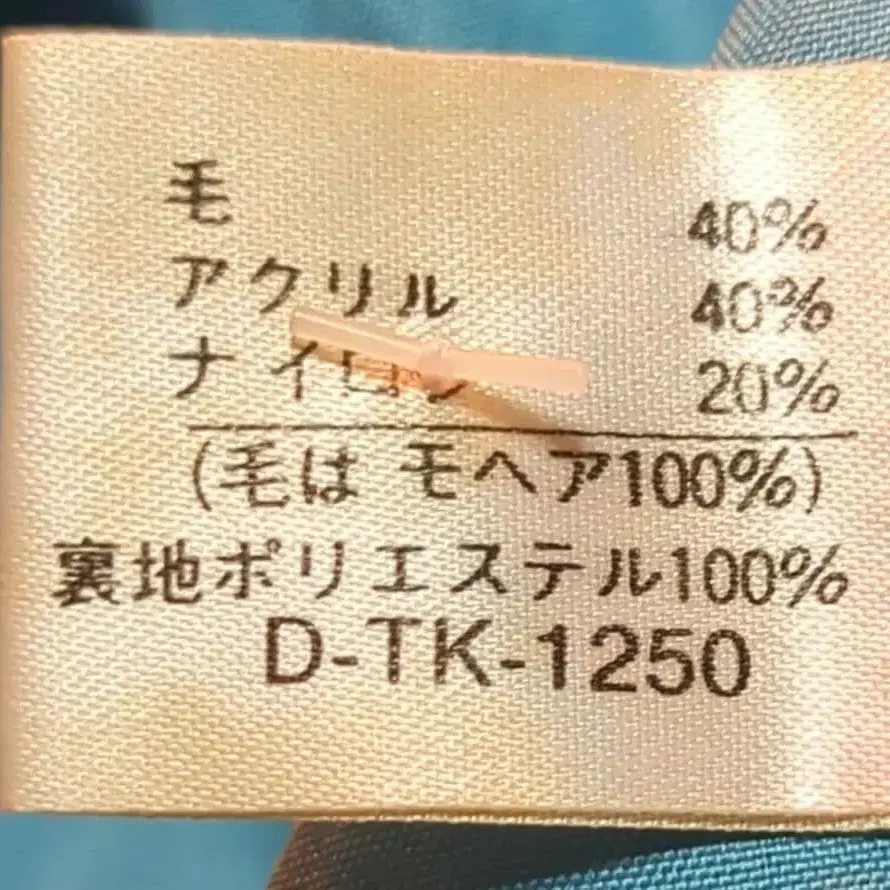 毛 40%
アクリル 40%
ナイロン 20%
(毛は モヘア100%)
裏地ポリエステル100%
D-TK-1250